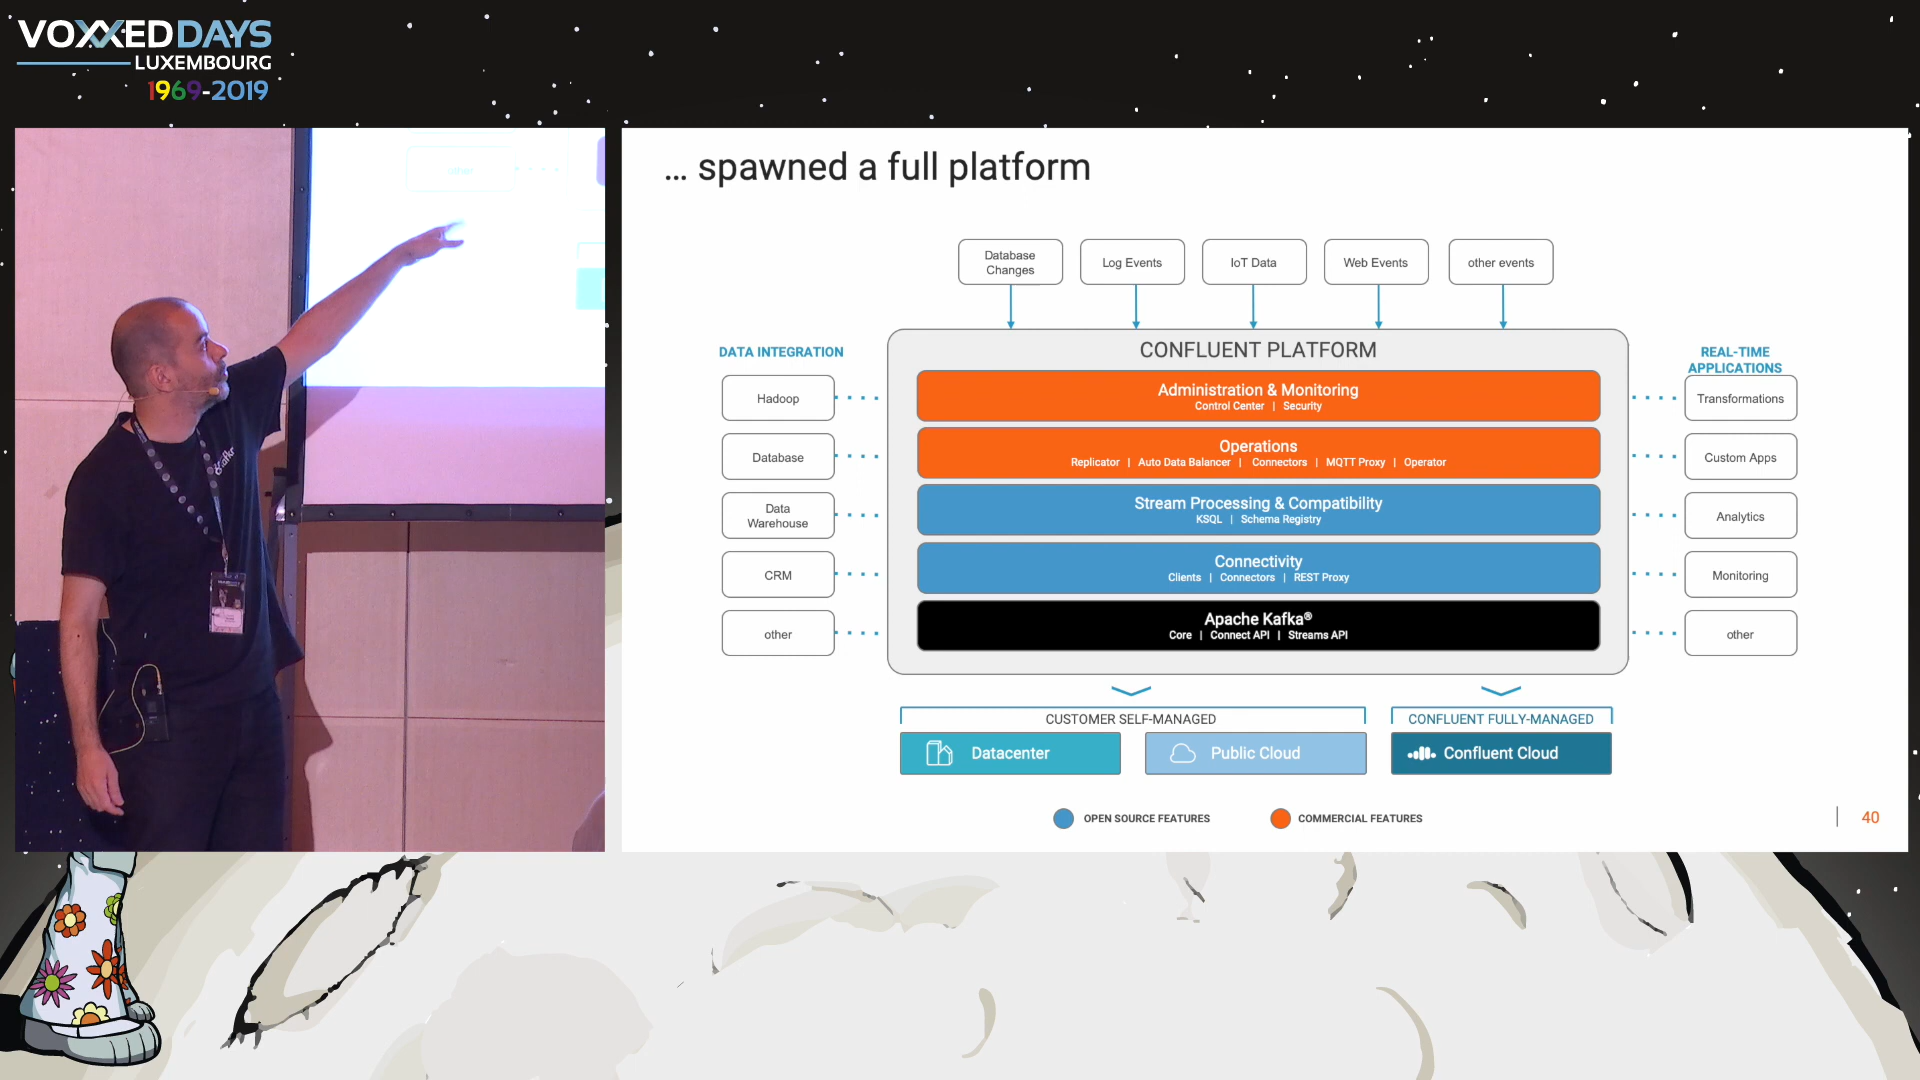 VOXXED DAYS
LUXEMBOURG
1969-2019
... spawned a full platform
Database
Changes
Log Events
IoT Data
Web Events
other events
DATA INTEGRATION
Hadoop
Database
Data
Warehouse
CRM
other
CONFLUENT PLATFORM
Administration & Monitoring
Control Center | Security
Operations
Replicator | Auto Data Balancer | Connectors | MQTT Proxy | Operator
Stream Processing & Compatibility
KSQL | Schema Registry
Connectivity
Clients | Connectors | REST Proxy
Apache Kafka®
Core | Connect API | Streams API
REAL-TIME
APPLICATIONS
Transformations
Custom Apps
Analytics
Monitoring
other
CUSTOMER SELF-MANAGED
CONFLUENT FULLY-MANAGED
Datacenter
Public Cloud
Confluent Cloud
OPEN SOURCE FEATURES
COMMERCIAL FEATURES
40
other
kafka